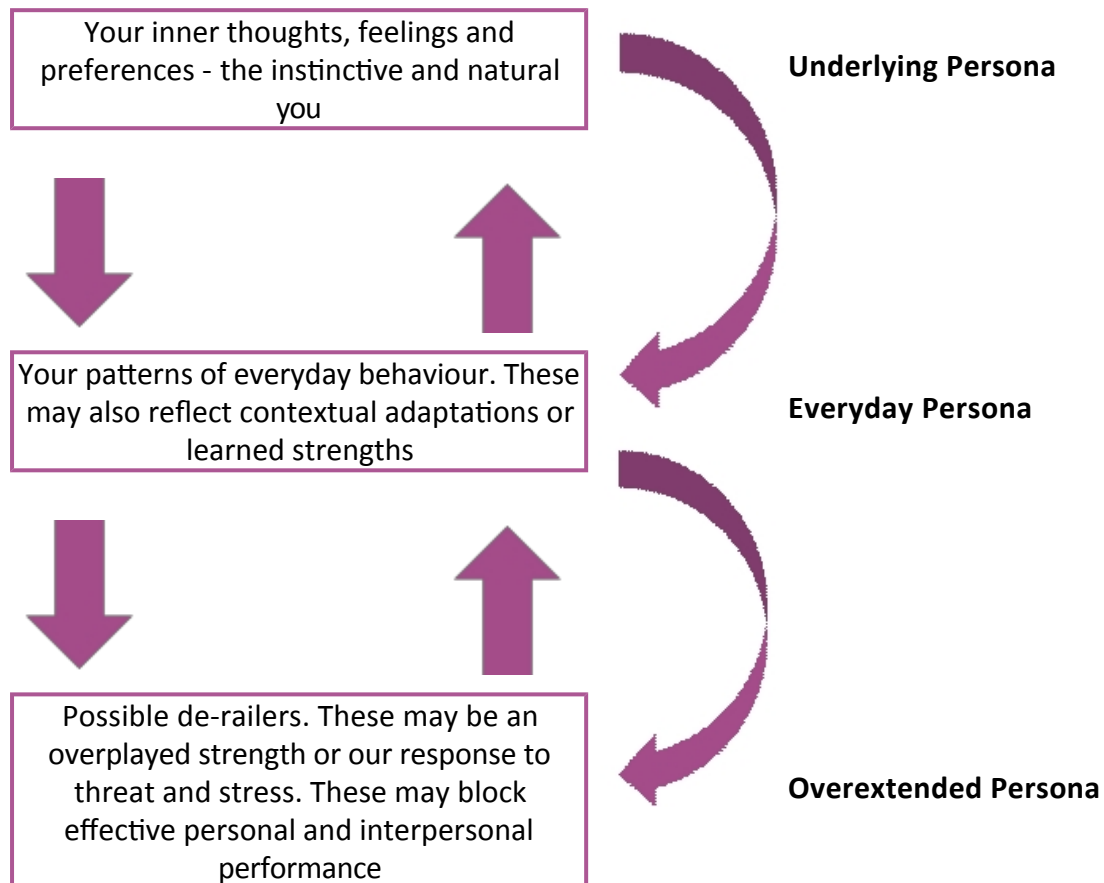 Your inner thoughts, feelings and
preferences - the instinctive and natural
you
Underlying Persona
Your patterns of everyday behaviour. These
may also reflect contextual adaptations or
learned strengths
Everyday Persona
Possible de-railers. These may be an
overplayed strength or our response to
threat and stress. These may block
effective personal and interpersonal
performance
Overextended Persona